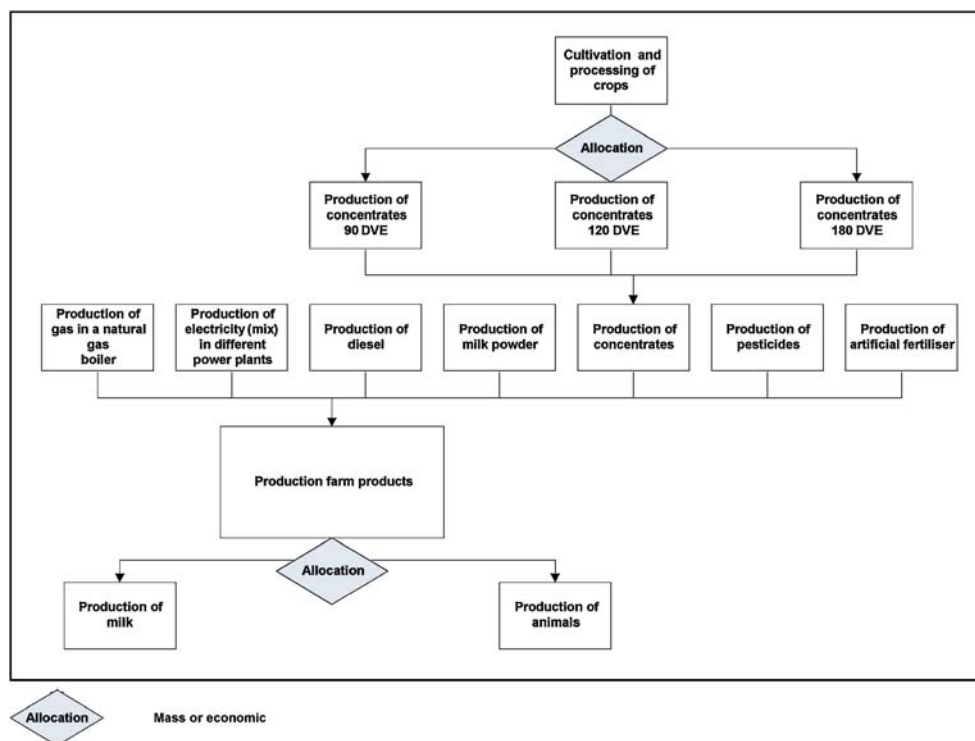 Cultivation and
processing of
crops
Allocation
Production of
concentrates
90 DVE
Production of
concentrates
120 DVE
Production of
concentrates
180 DVE
Production of
gas in a natural
gas
boiler
Production of
electricity (mix)
in different
power plants
Production of
diesel
Production of
milk powder
Production of
concentrates
Production of
pesticides
Production of
artificial fertiliser
Production farm products
Allocation
Production of
milk
Production of
animals
Allocation
Mass or economic